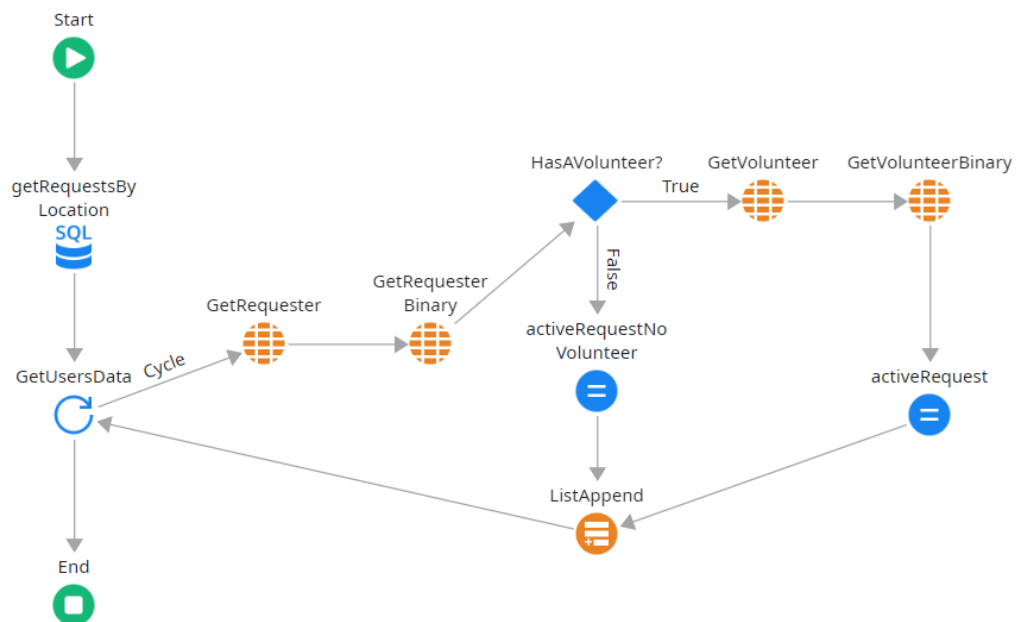 Start
getRequestsBy
Location
SQL
GetUsersData
Cycle
GetRequester
GetRequester
Binary
HasAVolunteer?
True
GetVolunteer
GetVolunteerBinary
False
activeRequestNo
Volunteer
activeRequest
ListAppend
End